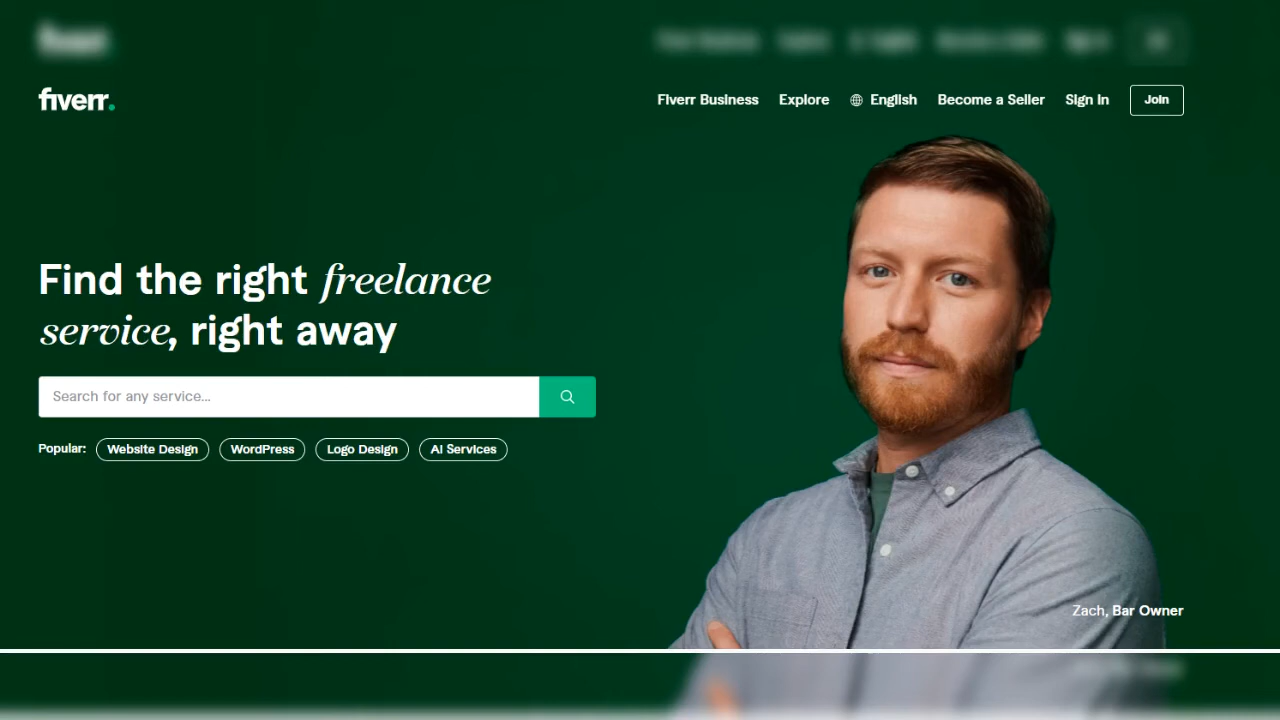 fiverr.
Fiverr Business Explore English Become a Seller Sign In Join
Find the right freelance
service, right away
Search for any service...
Popular: Website Design WordPress Logo Design AI Services
Zach, Bar Owner